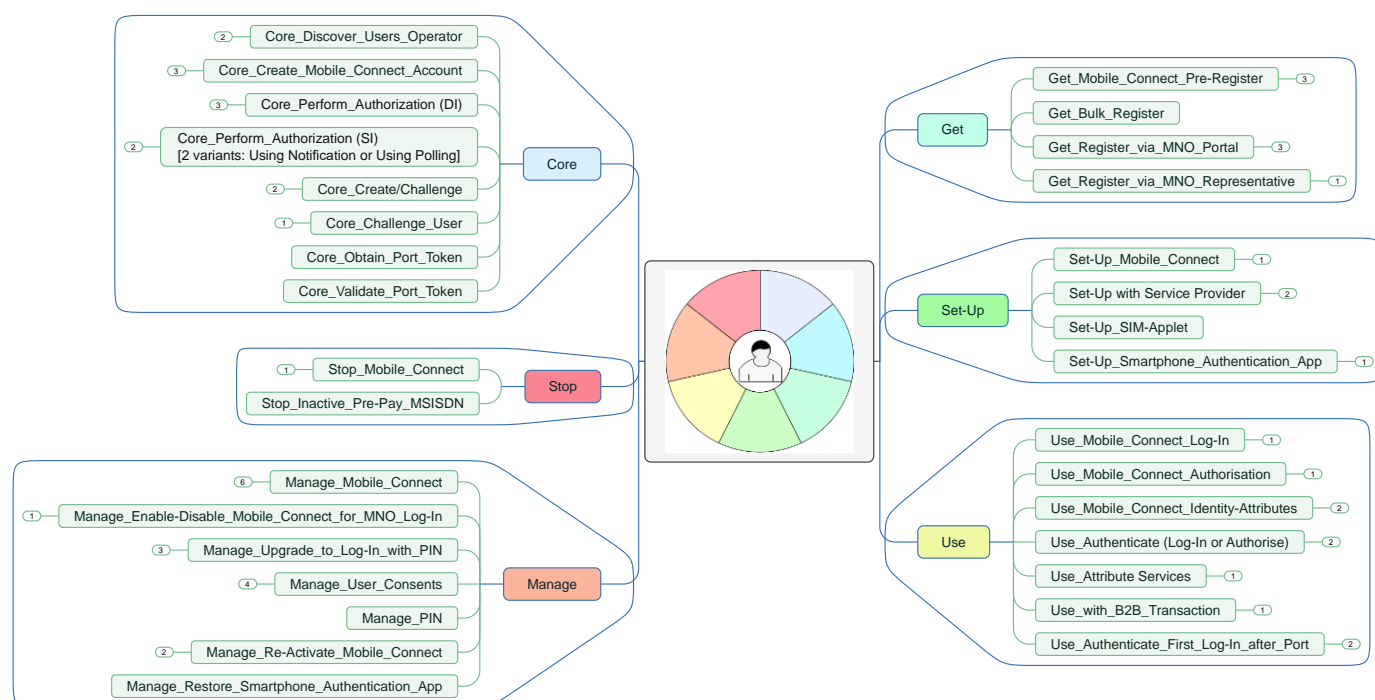 2
Core_Discover_Users_Operator
3
Core_Create_Mobile_Connect_Account
3
Core_Perform_Authorization (DI)
2
Core_Perform_Authorization (SI)
[2 variants: Using Notification or Using Polling]
2
Core_Create/Challenge
1
Core_Challenge_User
Core_Obtain_Port_Token
Core_Validate_Port_Token
Core
1
Stop_Mobile_Connect
Stop_Inactive_Pre-Pay_MSISDN
Stop
6
Manage_Mobile_Connect
1
Manage_Enable-Disable_Mobile_Connect_for_MNO_Log-In
3
Manage_Upgrade_to_Log-In_with_PIN
4
Manage_User_Consents
Manage_PIN
2
Manage_Re-Activate_Mobile_Connect
Manage_Restore_Smartphone_Authentication_App
Manage
Get
Get_Mobile_Connect_Pre-Register
3
Get_Bulk_Register
Get_Register_via_MNO_Portal
3
Get_Register_via_MNO_Representative
1
Set-Up
Set-Up_Mobile_Connect
1
Set-Up with Service Provider
2
Set-Up_SIM-Applet
Set-Up_Smartphone_Authentication_App
1
Use
Use_Mobile_Connect_Log-In
1
Use_Mobile_Connect_Authorisation
1
Use_Mobile_Connect_Identity-Attributes
2
Use_Authenticate (Log-In or Authorise)
2
Use_Attribute Services
1
Use_with_B2B_Transaction
1
Use_Authenticate_First_Log-In_after_Port
2